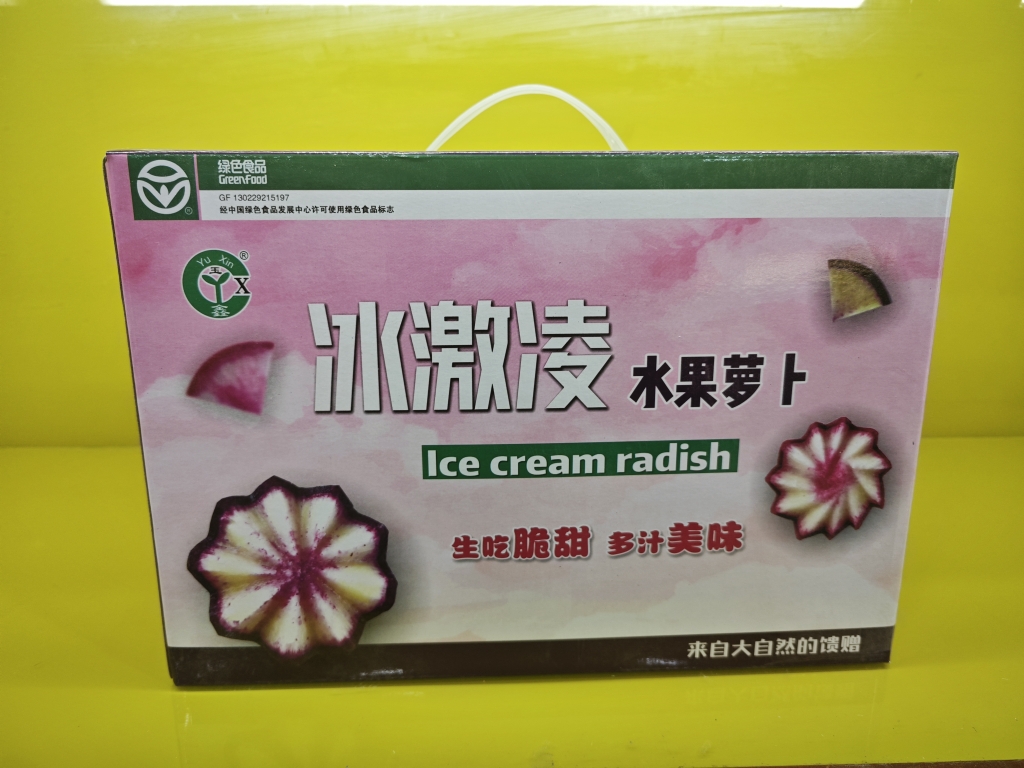 绿色食品
Greenfood
GF 130229215197
经中国绿色食品发展中心许可使用绿色食品标志
Yu Xin
玉
X
鑫
冰激凌 水果萝卜
Ice cream radish
生吃脆甜 多汁美味
来自大自然的馈赠